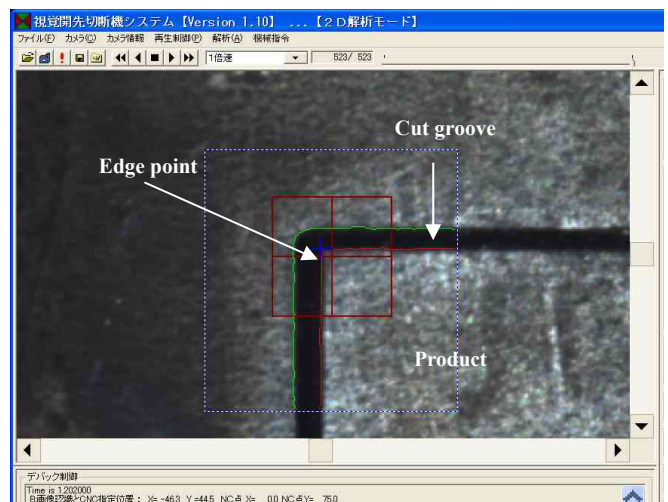 視覚開先切断機システム【Version 1.10】 ...【２Ｄ解析モード】
ファイル(F) カメラ(C) カメラ情報 再生制御(P) 解析(A) 機械指令
1倍速 523/ 523
Cut groove
Edge point
Product
デバック制御
Time is 1.202000
B画像認識とCNC指定位置： X= -46.3 Y =44.5 NC点 X= 0.0 NC点Y= 75.0